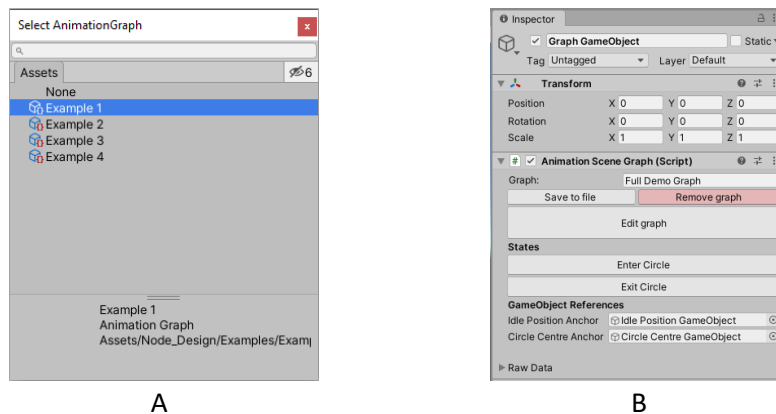 Select AnimationGraph
x
Assets
6
None
Example 1
Example 2
Example 3
Example 4
Example 1
Animation Graph
Assets/Node_Design/Examples/Examp
A
Inspector
Graph GameObject Static
Tag Untagged Layer Default
Transform
Position X 0 Y 0 Z 0
Rotation X 0 Y 0 Z 0
Scale X 1 Y 1 Z 1
# Animation Scene Graph (Script)
Graph: Full Demo Graph
Save to file Remove graph
Edit graph
States
Enter Circle
Exit Circle
GameObject References
Idle Position Anchor Idle Position GameObject
Circle Centre Anchor Circle Centre GameObject
Raw Data
B